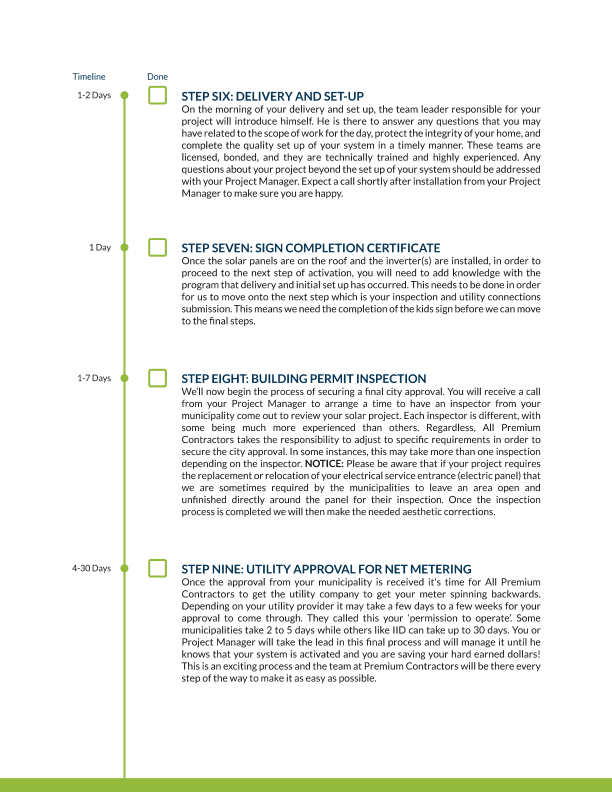 Timeline Done
1-2 Days
STEP SIX: DELIVERY AND SET-UP
On the morning of your delivery and set up, the team leader responsible for your
project will introduce himself. He is there to answer any questions that you may
have related to the scope of work for the day, protect the integrity of your home, and
complete the quality set up of your system in a timely manner. These teams are
licensed, bonded, and they are technically trained and highly experienced. Any
questions about your project beyond the set up of your system should be addressed
with your Project Manager. Expect a call shortly after installation from your Project
Manager to make sure you are happy.
1 Day
STEP SEVEN: SIGN COMPLETION CERTIFICATE
Once the solar panels are on the roof and the inverter(s) are installed, in order to
proceed to the next step of activation, you will need to add knowledge with the
program that delivery and initial set up has occurred. This needs to be done in order
for us to move onto the next step which is your inspection and utility connections
submission. This means we need the completion of the kids sign before we can move
to the final steps.
1-7 Days
STEP EIGHT: BUILDING PERMIT INSPECTION
We'll now begin the process of securing a final city approval. You will receive a call
from your Project Manager to arrange a time to have an inspector from your
municipality come out to review your solar project. Each inspector is different, with
some being much more experienced than others. Regardless, All Premium
Contractors takes the responsibility to adjust to specific requirements in order to
secure the city approval. In some instances, this may take more than one inspection
depending on the inspector. NOTICE: Please be aware that if your project requires
the replacement or relocation of your electrical service entrance (electric panel) that
we are sometimes required by the municipalities to leave an area open and
unfinished directly around the panel for their inspection. Once the inspection
process is completed we will then make the needed aesthetic corrections.
4-30 Days
STEP NINE: UTILITY APPROVAL FOR NET METERING
Once the approval from your municipality is received it's time for All Premium
Contractors to get the utility company to get your meter spinning backwards.
Depending on your utility provider it may take a few days to a few weeks for your
approval to come through. They called this your 'permission to operate'. Some
municipalities take 2 to 5 days while others like IID can take up to 30 days. You or
Project Manager will take the lead in this final process and will manage it until he
knows that your system is activated and you are saving your hard earned dollars!
This is an exciting process and the team at Premium Contractors will be there every
step of the way to make it as easy as possible.